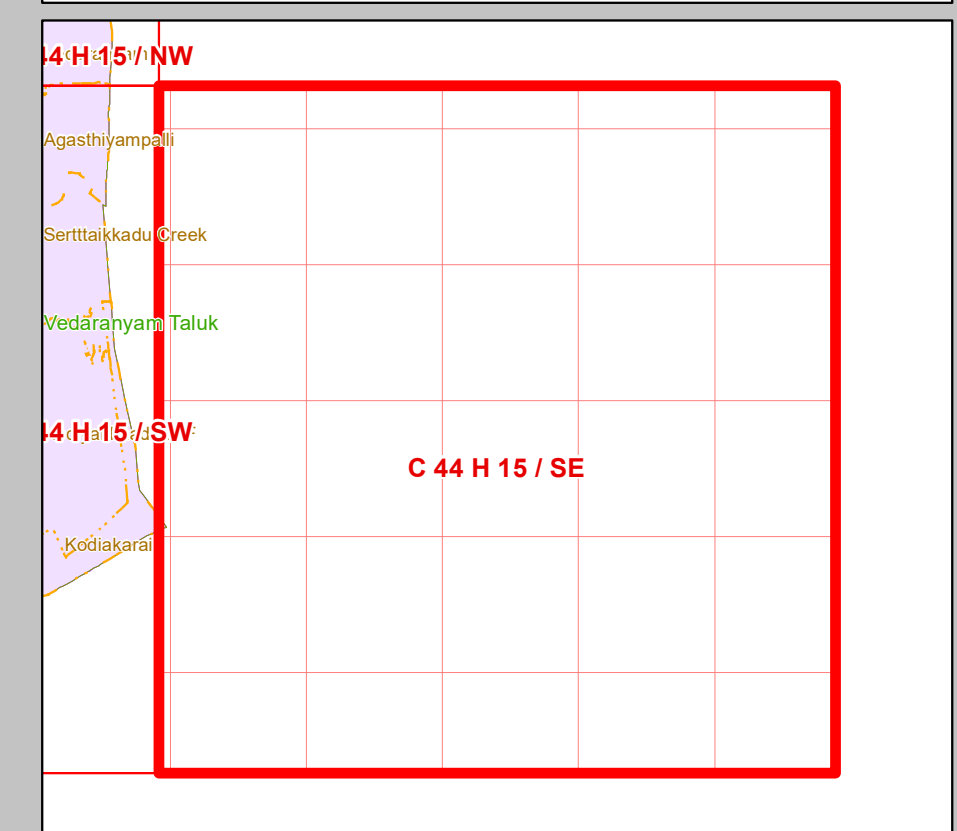 44 H 15 / NW
Agasthiyampalli
Sertttaikkadu Creek
Vedaranyam Taluk
44 H 15 / SW
C 44 H 15 / SE
Kodiakarai